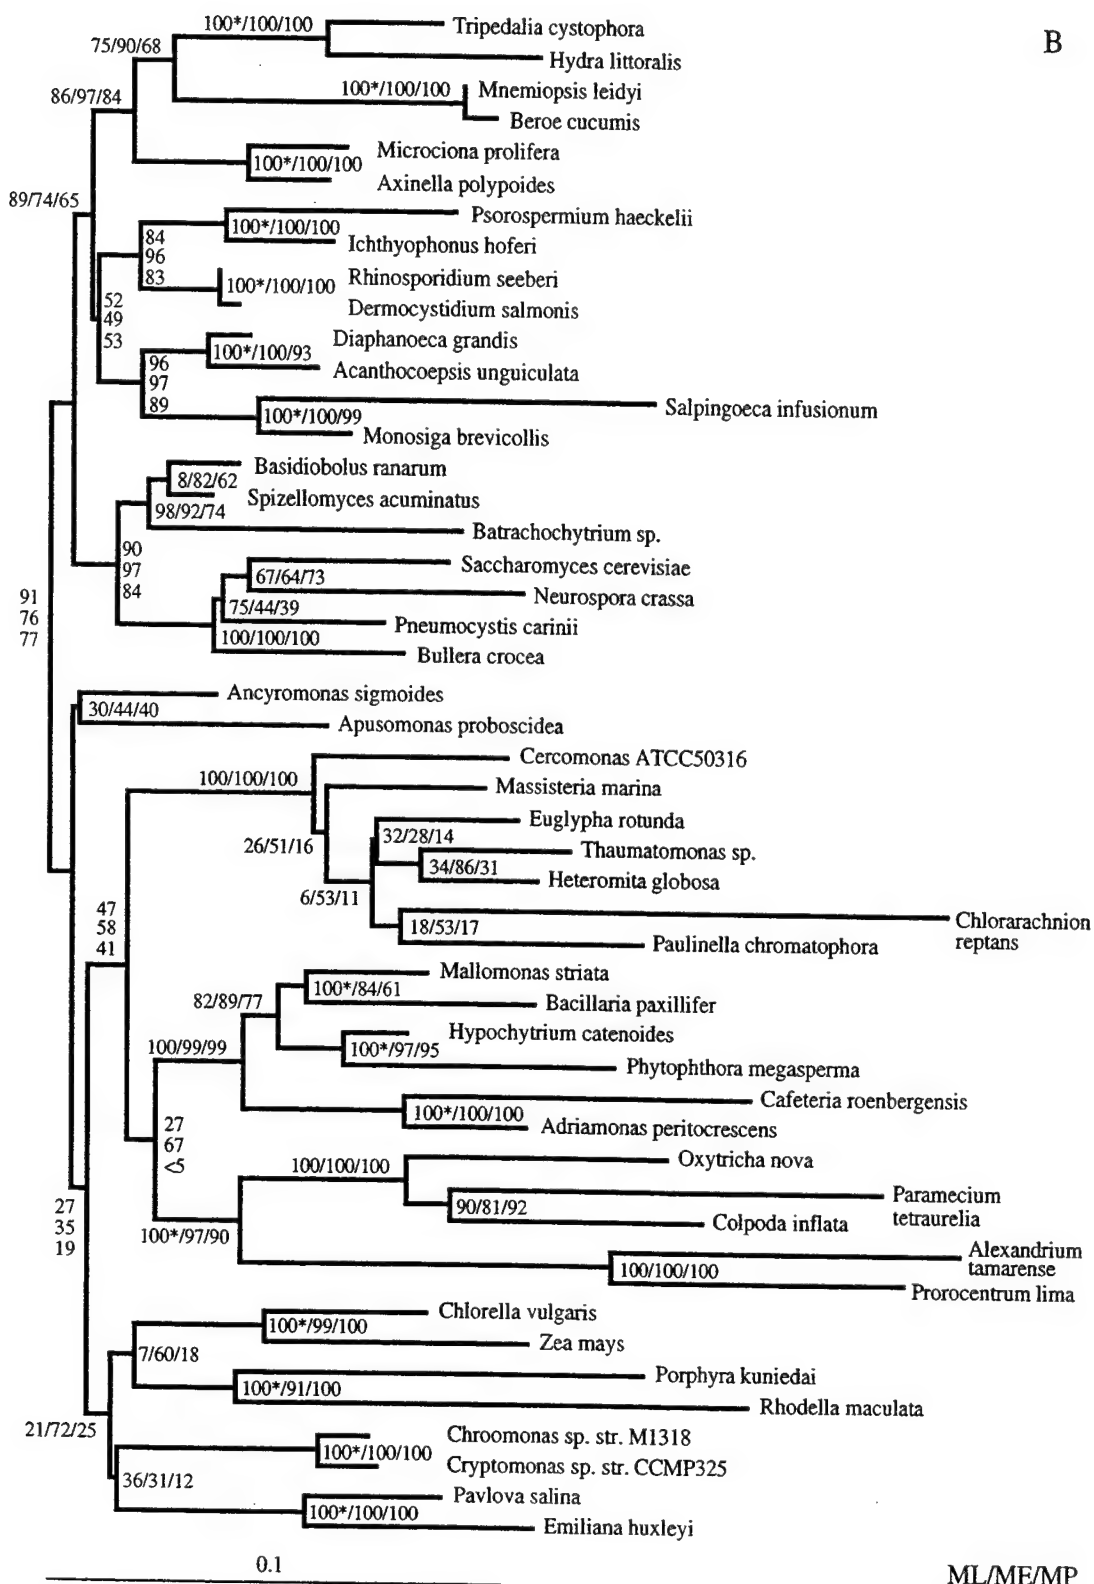 B
100*/100/100
Tripedalia cystophora
75/90/68
Hydra littoralis
86/97/84
100*/100/100
Mnemiopsis leidyi
Beroe cucumis
Microciona prolifera
100*/100/100
Axinella polypoides
89/74/65
Psorospermium haeckelii
100*/100/100
Ichthyophonus hoferi
84
96
83
Rhinosporidium seeberi
100*/100/100
Dermocystidium salmonis
52
49
53
Diaphanoeca grandis
100*/100/93
Acanthocoepsis unguiculata
96
97
89
Salpingoeca infusionum
100*/100/99
Monosiga brevicollis
Basidiobolus ranarum
8/82/62
Spizellomyces acuminatus
98/92/74
Batrachochytrium sp.
90
97
84
Saccharomyces cerevisiae
67/64/73
Neurospora crassa
75/44/39
Pneumocystis carinii
100/100/100
Bullera crocea
91
76
77
Ancyromonas sigmoides
30/44/40
Apusomonas proboscidea
Cercomonas ATCC50316
100/100/100
Massisteria marina
Euglypha rotunda
32/28/14
26/51/16
Thaumatomonas sp.
34/86/31
Heteromita globosa
6/53/11
Chlorarachnion
reptans
18/53/17
Paulinella chromatophora
47
58
41
Mallomonas striata
100*/84/61
Bacillaria paxillifer
82/89/77
Hypochytrium catenoides
100*/97/95
Phytophthora megasperma
100/99/99
Cafeteria roenbergensis
100*/100/100
Adriamonas peritocrescens
27
67
<5
Oxytricha nova
100/100/100
Paramecium
tetraurelia
90/81/92
Colpoda inflata
27
35
19
100*/97/90
Alexandrium
tamarense
100/100/100
Prorocentrum lima
Chlorella vulgaris
100*/99/100
Zea mays
7/60/18
Porphyra kuniedai
100*/91/100
Rhodella maculata
21/72/25
Chroomonas sp. str. M1318
100*/100/100
Cryptomonas sp. str. CCMP325
36/31/12
Pavlova salina
100*/100/100
Emiliana huxleyi
0.1
ML/ME/MP